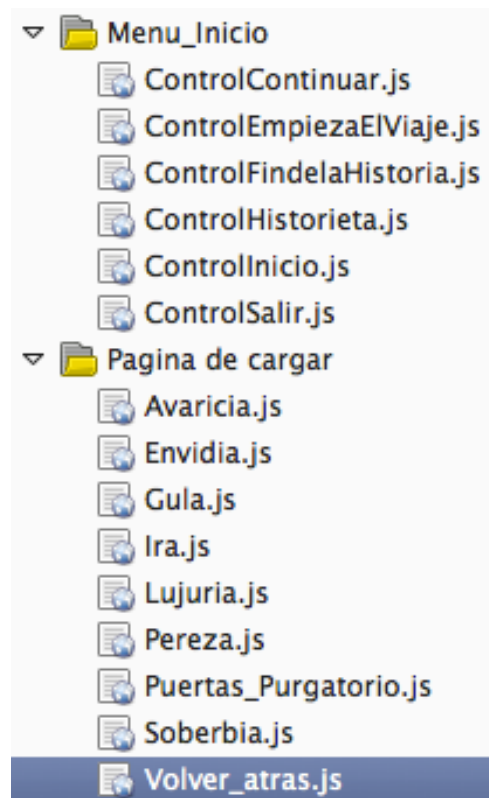 Menu_Inicio
ControlContinuar.js
ControlEmpiezaElViaje.js
ControlFindelaHistoria.js
ControlHistorieta.js
ControlInicio.js
ControlSalir.js
Pagina de cargar
Avaricia.js
Envidia.js
Gula.js
Ira.js
Lujuria.js
Pereza.js
Puertas_Purgatorio.js
Soberbia.js
Volver_atras.js